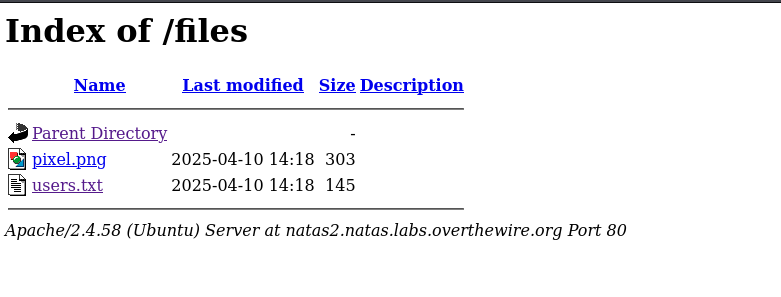 Index of /files
Name Last modified Size Description
Parent Directory -
pixel.png 2025-04-10 14:18 303
users.txt 2025-04-10 14:18 145
Apache/2.4.58 (Ubuntu) Server at natas2.natas.labs.overthewire.org Port 80